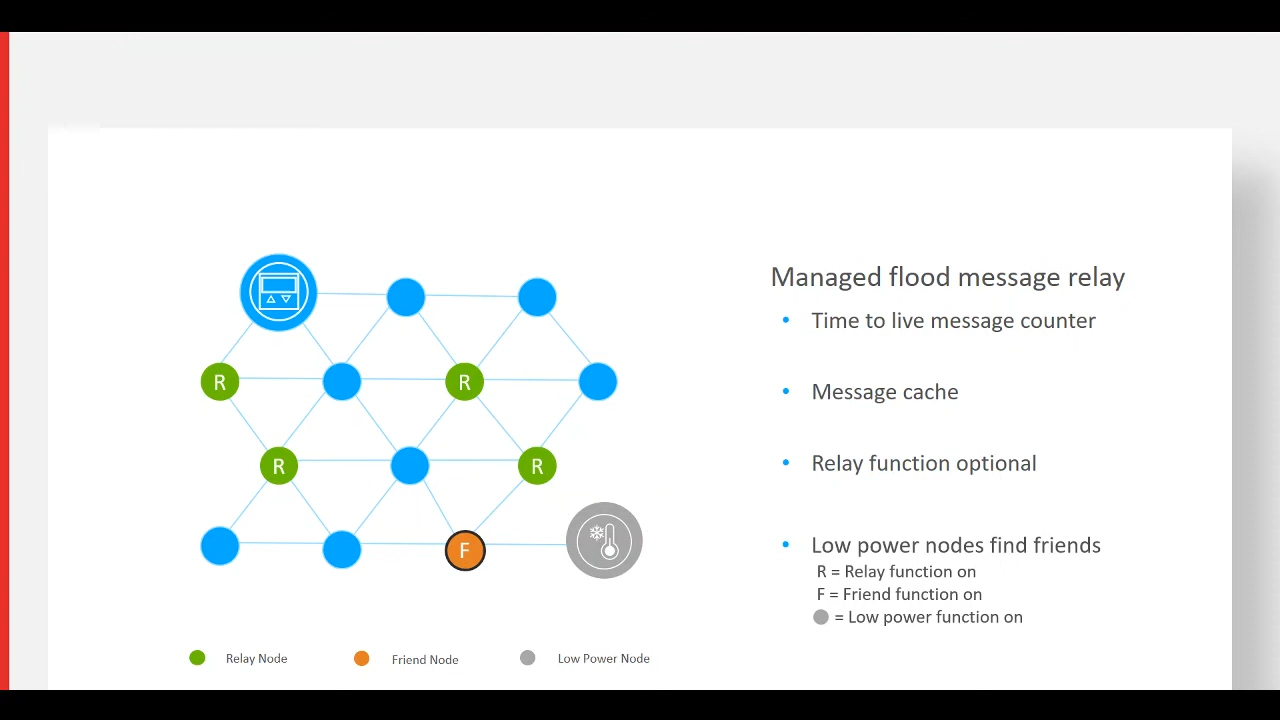 Managed flood message relay
• Time to live message counter
• Message cache
R
R
• Relay function optional
R
R
• Low power nodes find friends
F
R = Relay function on
F = Friend function on
= Low power function on
Relay Node
Friend Node
Low Power Node